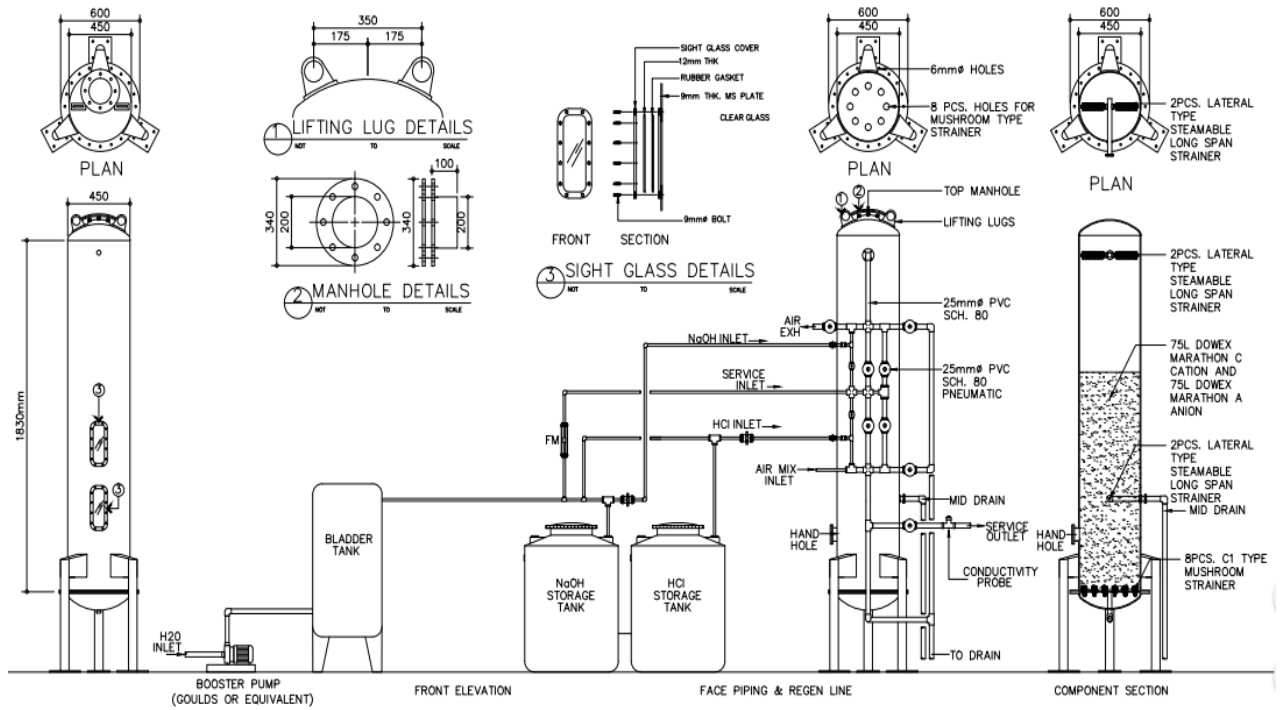 600
450
PLAN
450
1830mm
3
3
350
175
175
1
LIFTING LUG DETAILS
NOT TO SCALE
340
200
340
100
200
2
MANHOLE DETAILS
NOT TO SCALE
SIGHT GLASS COVER
12mm THK
RUBBER GASKET
9mm THK. MS PLATE
CLEAR GLASS
9mmø BOLT
FRONT
SECTION
3
SIGHT GLASS DETAILS
NOT TO SCALE
600
450
6mmø HOLES
8 PCS. HOLES FOR
MUSHROOM TYPE
STRAINER
PLAN
600
450
2PCS. LATERAL
TYPE
STEAMABLE
LONG SPAN
STRAINER
PLAN
1
2
TOP MANHOLE
LIFTING LUGS
25mmø PVC
SCH. 80
AIR
EXH
NaOH INLET
SERVICE
INLET
25mmø PVC
SCH. 80
PNEUMATIC
HCl INLET
FM
AIR MIX
INLET
MID DRAIN
HAND
HOLE
SERVICE
OUTLET
CONDUCTIVITY
PROBE
TO DRAIN
2PCS. LATERAL
TYPE
STEAMABLE
LONG SPAN
STRAINER
75L DOWEX
MARATHON C
CATION AND
75L DOWEX
MARATHON A
ANION
2PCS. LATERAL
TYPE
STEAMABLE
LONG SPAN
STRAINER
MID DRAIN
HAND
HOLE
8PCS. C1 TYPE
MUSHROOM
STRAINER
BLADDER
TANK
NaOH
STORAGE
TANK
HCl
STORAGE
TANK
H20
INLET
BOOSTER PUMP
(GOULDS OR EQUIVALENT)
FRONT ELEVATION
FACE PIPING & REGEN LINE
COMPONENT SECTION